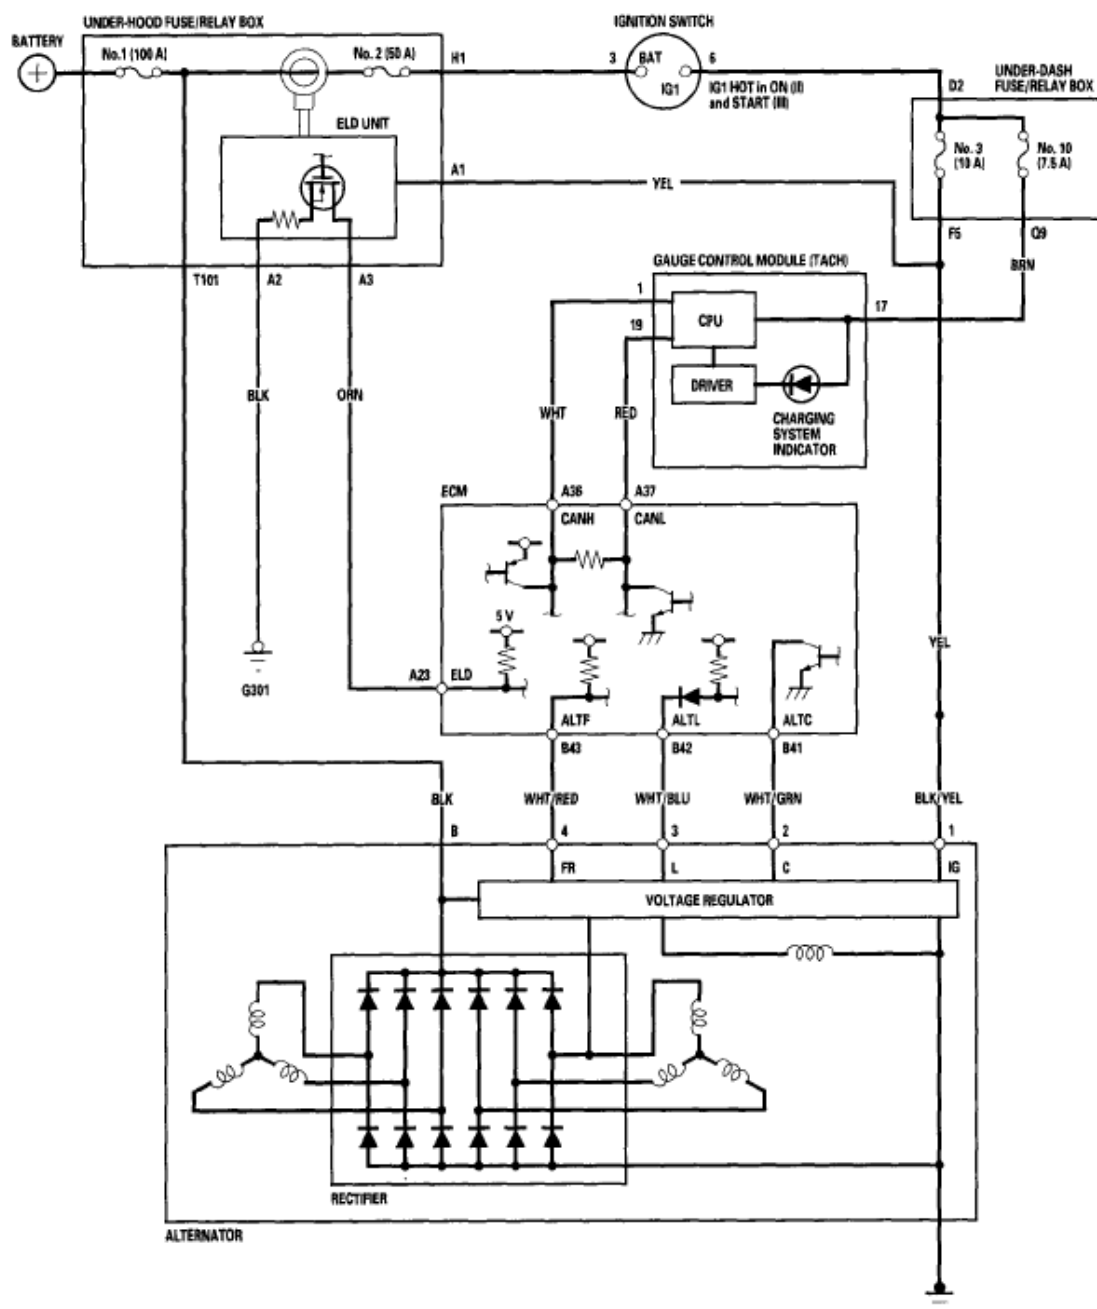 UNDER-HOOD FUSE/RELAY BOX
IGNITION SWITCH
BATTERY
No.1 (100 A)
No. 2 (50 A)
H1
3
BAT
6
IG1
IG1 HOT in ON (II)
and START (III)
UNDER-DASH
FUSE/RELAY BOX
D2
ELD UNIT
No. 3
(10 A)
No. 10
(7.5 A)
A1
YEL
F5
Q9
T101
A2
A3
GAUGE CONTROL MODULE (TACH)
BRN
1
17
CPU
19
DRIVER
BLK
ORN
WHT
RED
CHARGING
SYSTEM
INDICATOR
ECM
A36
A37
CANH
CANL
5 V
YEL
A23
ELD
G301
ALTF
ALTL
ALTC
B43
B42
B41
BLK
WHT/RED
WHT/BLU
WHT/GRN
BLK/YEL
B
4
3
2
1
FR
L
C
IG
VOLTAGE REGULATOR
RECTIFIER
ALTERNATOR